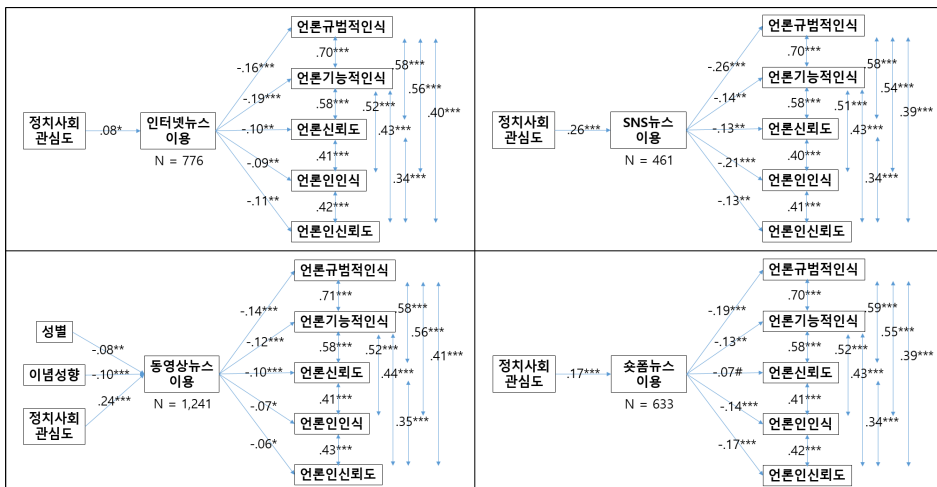 언론규범적인식
.70***
-.16***
.58***
언론기능적인식
.56***
-.19***
.58***
.52***
.40***
정치사회
관심도
.08*
인터넷뉴스
이용
-.10**
언론신뢰도
.43***
N = 776
.41***
-.09**
언론인인식
.34***
-.11**
.42***
언론인신뢰도
언론규범적인식
.70***
-.26***
.58***
언론기능적인식
.54***
-.14**
.58***
.51***
.39***
정치사회
관심도
.26***
SNS뉴스
이용
-.13**
언론신뢰도
.43***
N = 461
.40***
-.21***
언론인인식
.34***
-.13**
.41***
언론인신뢰도
언론규범적인식
.71***
-.14***
.58***
성별
언론기능적인식
.56***
-.12***
-.08**
.58***
.52***
.41***
이념성향
-.10***
동영상뉴스
이용
-.10***
언론신뢰도
.44***
.24***
N = 1,241
.41***
정치사회
관심도
-.07*
언론인인식
.35***
-.06*
.43***
언론인신뢰도
언론규범적인식
.70***
-.19***
.59***
언론기능적인식
.55***
-.13**
.58***
.52***
.39***
정치사회
관심도
.17***
숏폼뉴스
이용
-.07#
언론신뢰도
.43***
N = 633
.41***
-.14***
언론인인식
.34***
-.17***
.42***
언론인신뢰도